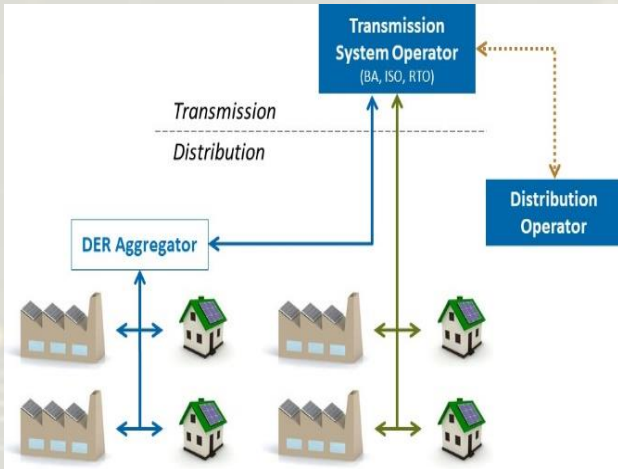 Transmission
System Operator
(BA, ISO, RTO)
Transmission
Distribution
Distribution
Operator
DER Aggregator